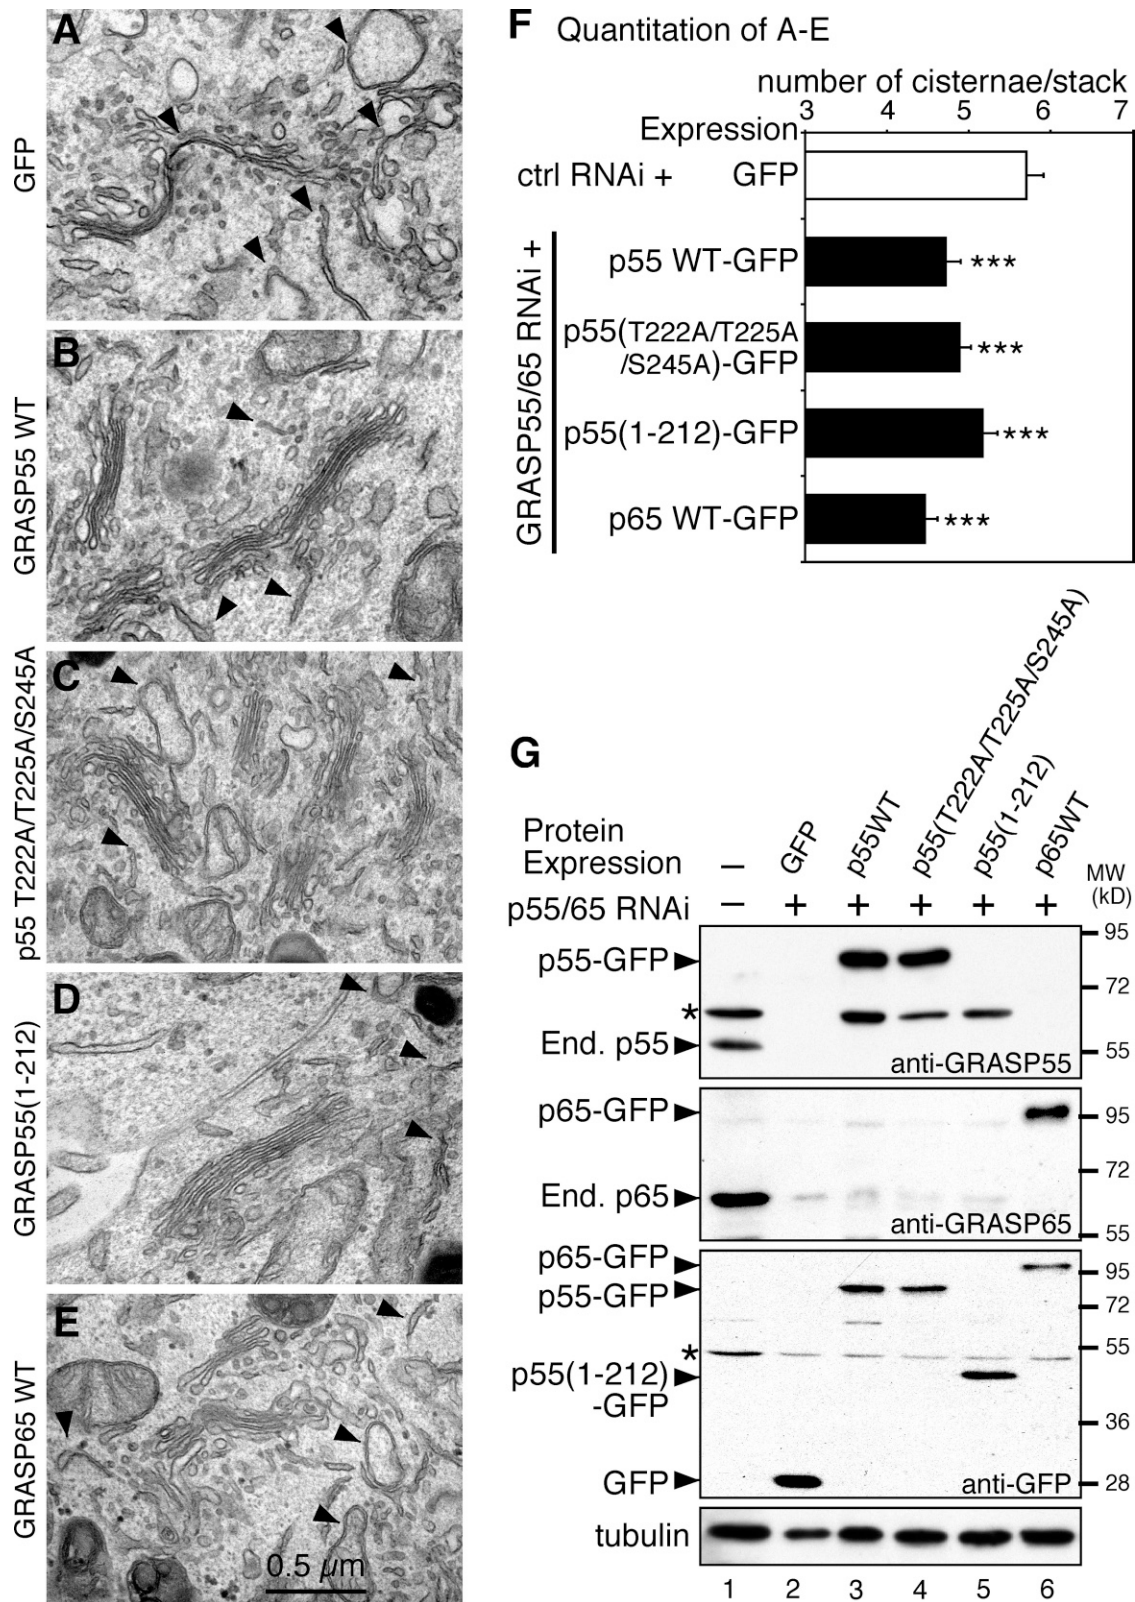 A
GFP
B
GRASP55 WT
C
p55 T222A/T225A/S245A
D
GRASP55(1-212)
E
GRASP65 WT
0.5 μm
F Quantitation of A-E
number of cisternae/stack
3 4 5 6 7
Expression
ctrl RNAi + GFP
GRASP55/65 RNAi +
p55 WT-GFP ***
p55(T222A/T225A
/S245A)-GFP ***
p55(1-212)-GFP ***
p65 WT-GFP ***
G
Protein
Expression
– GFP p55WT p55(T222A/T225A/S245A) p55(1-212) p65WT
MW
(kD)
p55/65 RNAi – + + + + +
p55-GFP
*
End. p55
95
72
55
anti-GRASP55
p65-GFP
End. p65
95
72
55
anti-GRASP65
p65-GFP
p55-GFP
*
p55(1-212)
-GFP
GFP
95
72
55
36
28
anti-GFP
tubulin
1 2 3 4 5 6